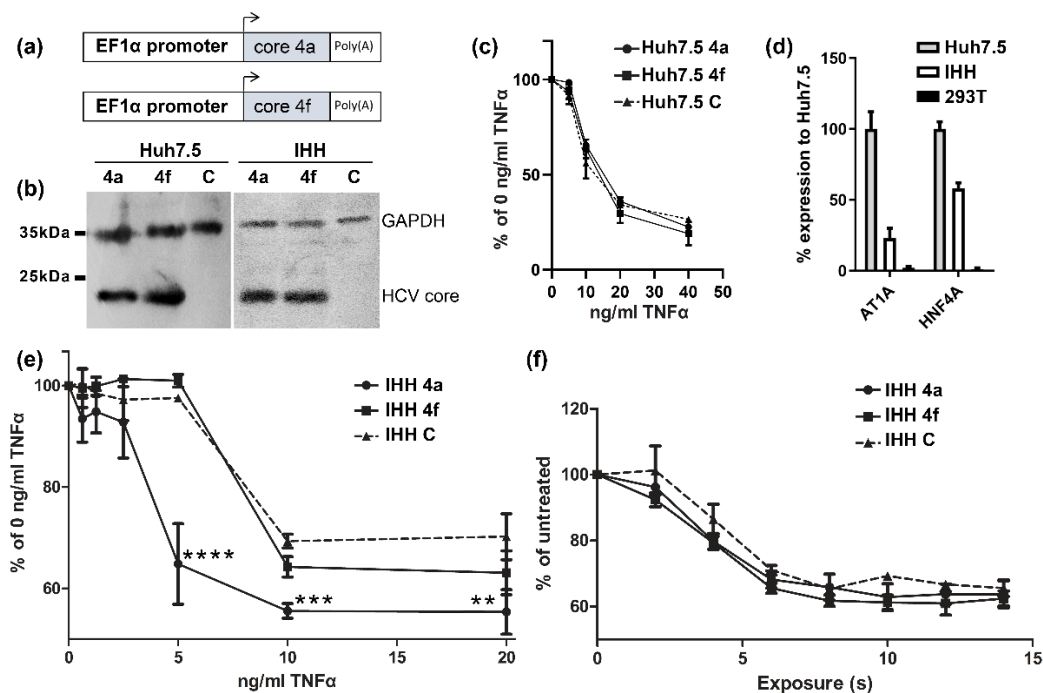 (a)
EF1α promoter core 4a Poly(A)
EF1α promoter core 4f Poly(A)
(b)
Huh7.5 IHH
4a 4f C 4a 4f C
35kDa
25kDa
GAPDH
HCV core
(c)
Huh7.5 4a
Huh7.5 4f
Huh7.5 C
% of 0 ng/ml TNFα
100
50
0
0 10 20 30 40 50
ng/ml TNFα
(d)
Huh7.5
IHH
293T
% expression to Huh7.5
150
100
50
0
AT1A HNF4A
(e)
IHH 4a
IHH 4f
IHH C
% of 0 ng/ml TNFα
100
80
60
****
***
**
0 5 10 15 20
ng/ml TNFα
(f)
IHH 4a
IHH 4f
IHH C
% of untreated
120
100
80
60
0 5 10 15
Exposure (s)